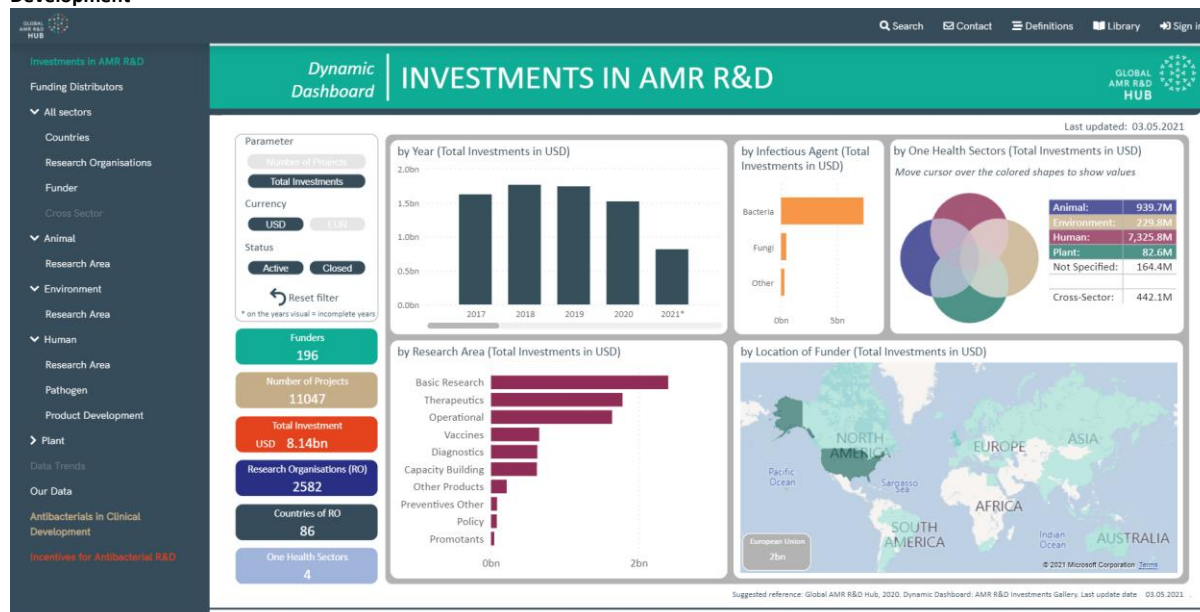 Development
GLOBAL
AMR R&D
HUB
Search
Contact
Definitions
Library
Sign in
Investments in AMR R&D
Funding Distributors
All sectors
Countries
Research Organisations
Funder
Cross Sector
Animal
Research Area
Environment
Research Area
Human
Research Area
Pathogen
Product Development
Plant
Data Trends
Our Data
Antibacterials in Clinical
Development
Incentives for Antibacterial R&D
Dynamic
Dashboard
INVESTMENTS IN AMR R&D
GLOBAL
AMR R&D
HUB
Last updated: 03.05.2021
Parameter
Number of Projects
Total Investments
Currency
USD
EUR
Status
Active
Closed
Reset filter
* on the years visual = incomplete years
Funders
196
Number of Projects
11047
Total Investment
USD 8.14bn
Research Organisations (RO)
2582
Countries of RO
86
One Health Sectors
4
by Year (Total Investments in USD)
2.0bn
1.5bn
1.0bn
0.5bn
0.0bn
2017
2018
2019
2020
2021*
by Infectious Agent (Total
Investments in USD)
Bacteria
Fungi
Other
0bn
5bn
by One Health Sectors (Total Investments in USD)
Move cursor over the colored shapes to show values
Animal: 939.7M
Environment: 229.8M
Human: 7,325.8M
Plant: 82.6M
Not Specified: 164.4M
Cross-Sector: 442.1M
by Research Area (Total Investments in USD)
Basic Research
Therapeutics
Operational
Vaccines
Diagnostics
Capacity Building
Other Products
Preventives Other
Policy
Promotants
0bn
2bn
by Location of Funder (Total Investments in USD)
NORTH
AMERICA
EUROPE
ASIA
Pacific
Ocean
Sargasso
Sea
AFRICA
SOUTH
AMERICA
Indian
Ocean
AUSTRALIA
European Union
2bn
© 2021 Microsoft Corporation Terms
Suggested reference: Global AMR R&D Hub, 2020. Dynamic Dashboard: AMR R&D Investments Gallery. Last update date 03.05.2021 .